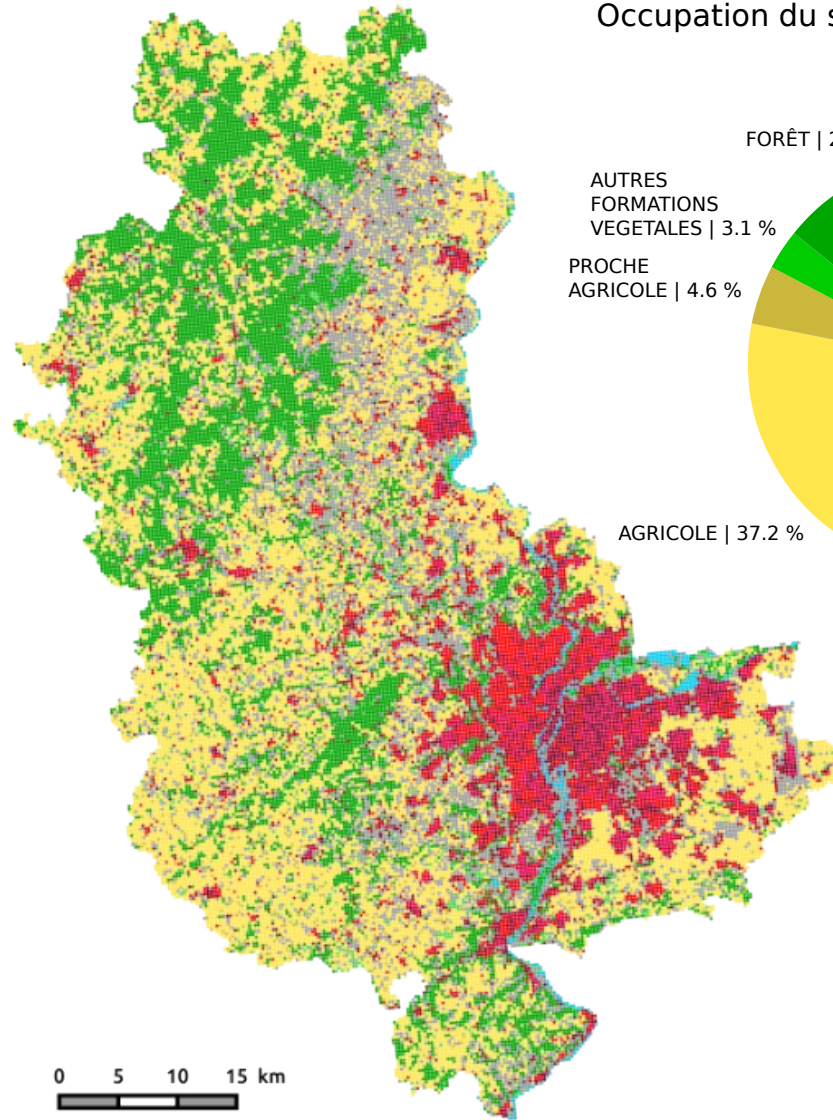 Occupation du s
FORÊT | 2
AUTRES
FORMATIONS
VEGETALES | 3.1 %
PROCHE
AGRICOLE | 4.6 %
AGRICOLE | 37.2 %
0 5 10 15 km